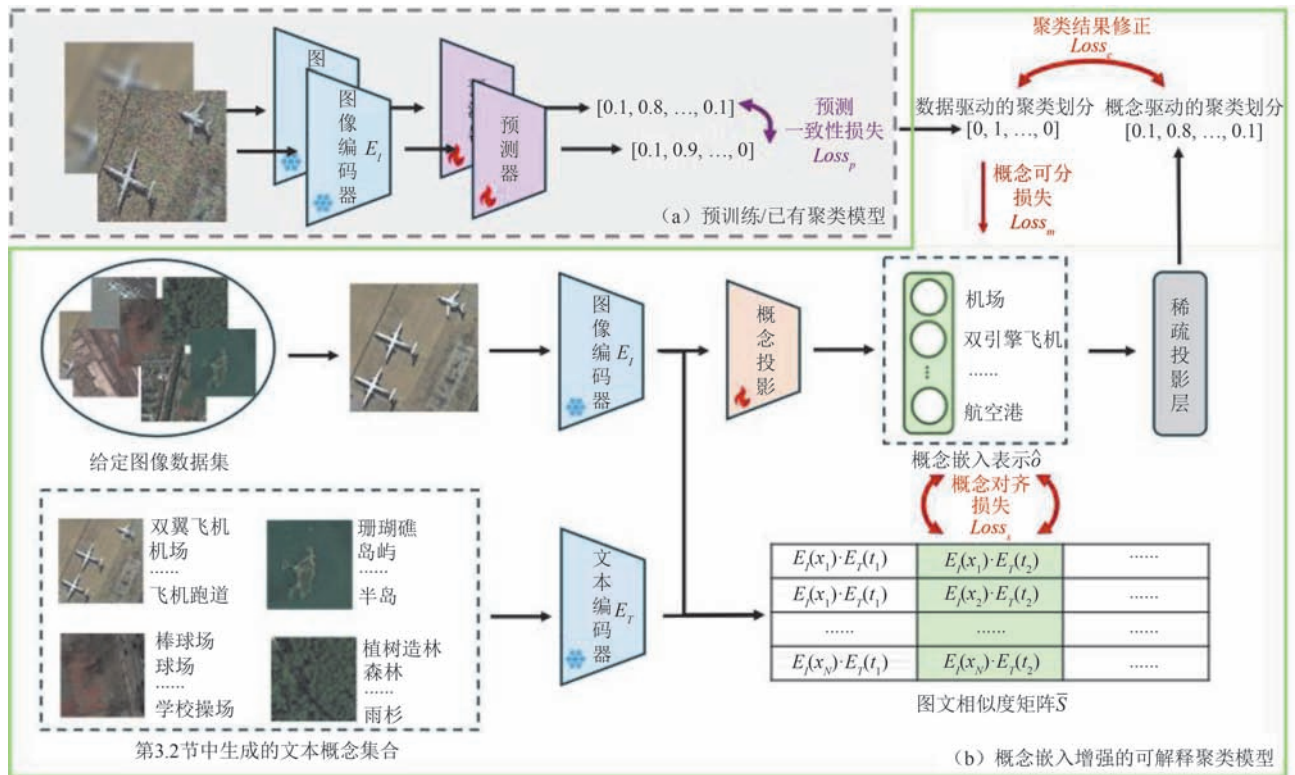 图
图像编码器 E_I
预测器
[0.1, 0.8, …, 0.1]
[0.1, 0.9, …, 0]
预测
一致性损失
Loss_p
(a) 预训练/已有聚类模型
聚类结果修正
Loss_c
数据驱动的聚类划分
[0, 1, …, 0]
概念驱动的聚类划分
[0.1, 0.8, …, 0.1]
概念可分
损失
Loss_m
给定图像数据集
图像编码器 E_I
概念投影
机场
双引擎飞机
……
航空港
概念嵌入表示ô
稀疏投影层
概念对齐
损失
Loss_s
双翼飞机
机场
……
飞机跑道
珊瑚礁
岛屿
……
半岛
棒球场
球场
……
学校操场
植树造林
森林
……
雨杉
第3.2节中生成的文本概念集合
文本编码器 E_T
E_I(x_1)·E_T(t_1) E_I(x_1)·E_T(t_2) ……
E_I(x_1)·E_T(t_1) E_I(x_2)·E_T(t_2) ……
…… …… ……
E_I(x_N)·E_T(t_1) E_I(x_N)·E_T(t_2) ……
图文相似度矩阵S̄
(b) 概念嵌入增强的可解释聚类模型